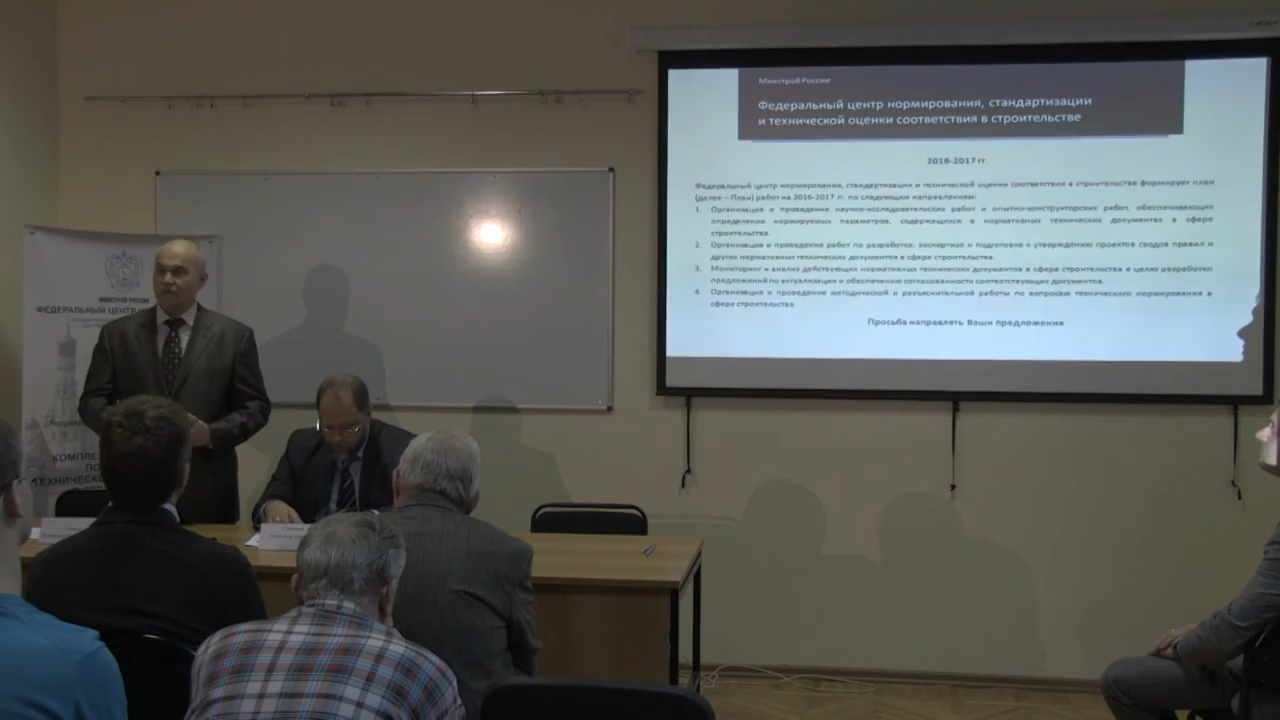 Минстрой России
Федеральный центр нормирования, стандартизации
и технической оценки соответствия в строительстве
2016-2017 гг.
Федеральный центр нормирования, стандартизации и технической оценки соответствия в строительстве формирует план
(далее – План) работ на 2016-2017 гг. по следующим направлениям:
1. Организация и проведение научно-исследовательских работ и опытно-конструкторских работ, обеспечивающих
определение нормируемых параметров, содержащихся в нормативных технических документах в сфере
строительства.
2. Организация и проведение работ по разработке, экспертизе и подготовке к утверждению проектов сводов правил и
других нормативных технических документов в сфере строительства.
3. Мониторинг и анализ действующих нормативных технических документов в сфере строительства в целях разработки
предложений по актуализации и обеспечению согласованности соответствующих документов.
4. Организация и проведение методической и разъяснительной работы по вопросам технического нормирования в
сфере строительства
Просьба направлять Ваши предложения
МИНСТРОЙ РОССИИ
ФЕДЕРАЛЬНЫЙ ЦЕНТР
КОМПЛЕ
ПО
ТЕХНИЧЕСКО